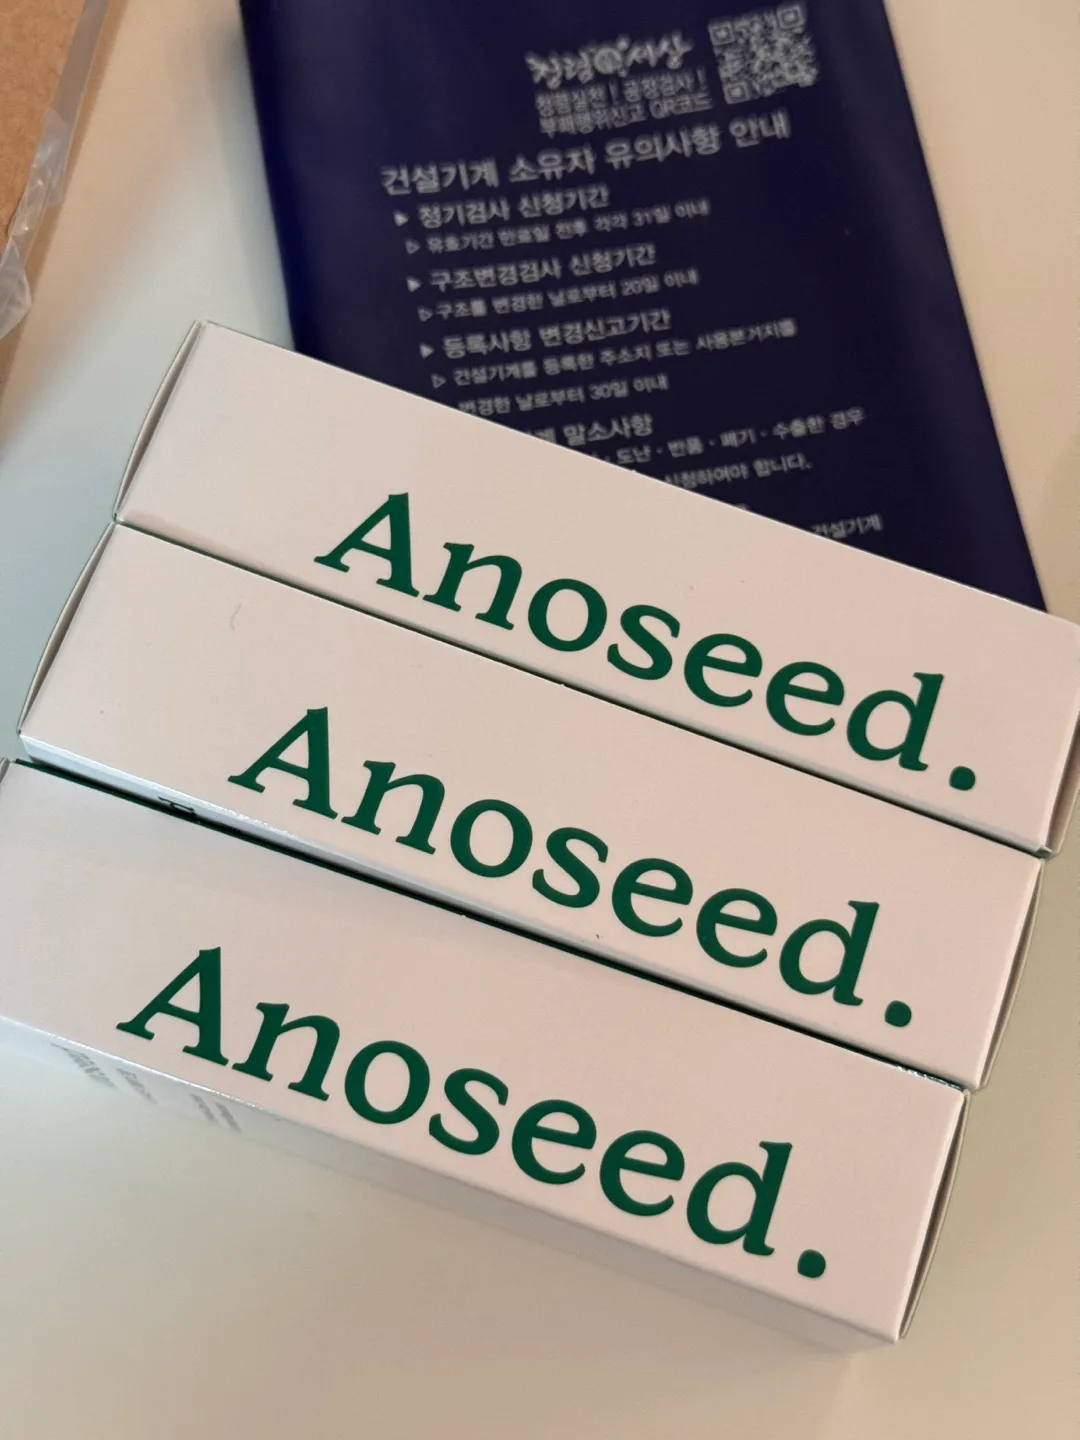 청렴e세상
청렴실천! 공정검사!
부패행위신고 QR코드
건설기계 소유자 유의사항 안내
▶ 정기검사 신청기간
▷ 유효기간 만료일 전후 각각 31일 이내
▶ 구조변경검사 신청기간
▷ 구조를 변경한 날로부터 20일 이내
▶ 등록사항 변경신고기간
▷ 건설기계를 등록한 주소지 또는 사용본거지를
변경한 날로부터 30일 이내
말소사항
· 도난 · 반품 · 폐기 · 수출한 경우
신청하여야 합니다.
건설기계
Anoseed.
Anoseed.
Anoseed.